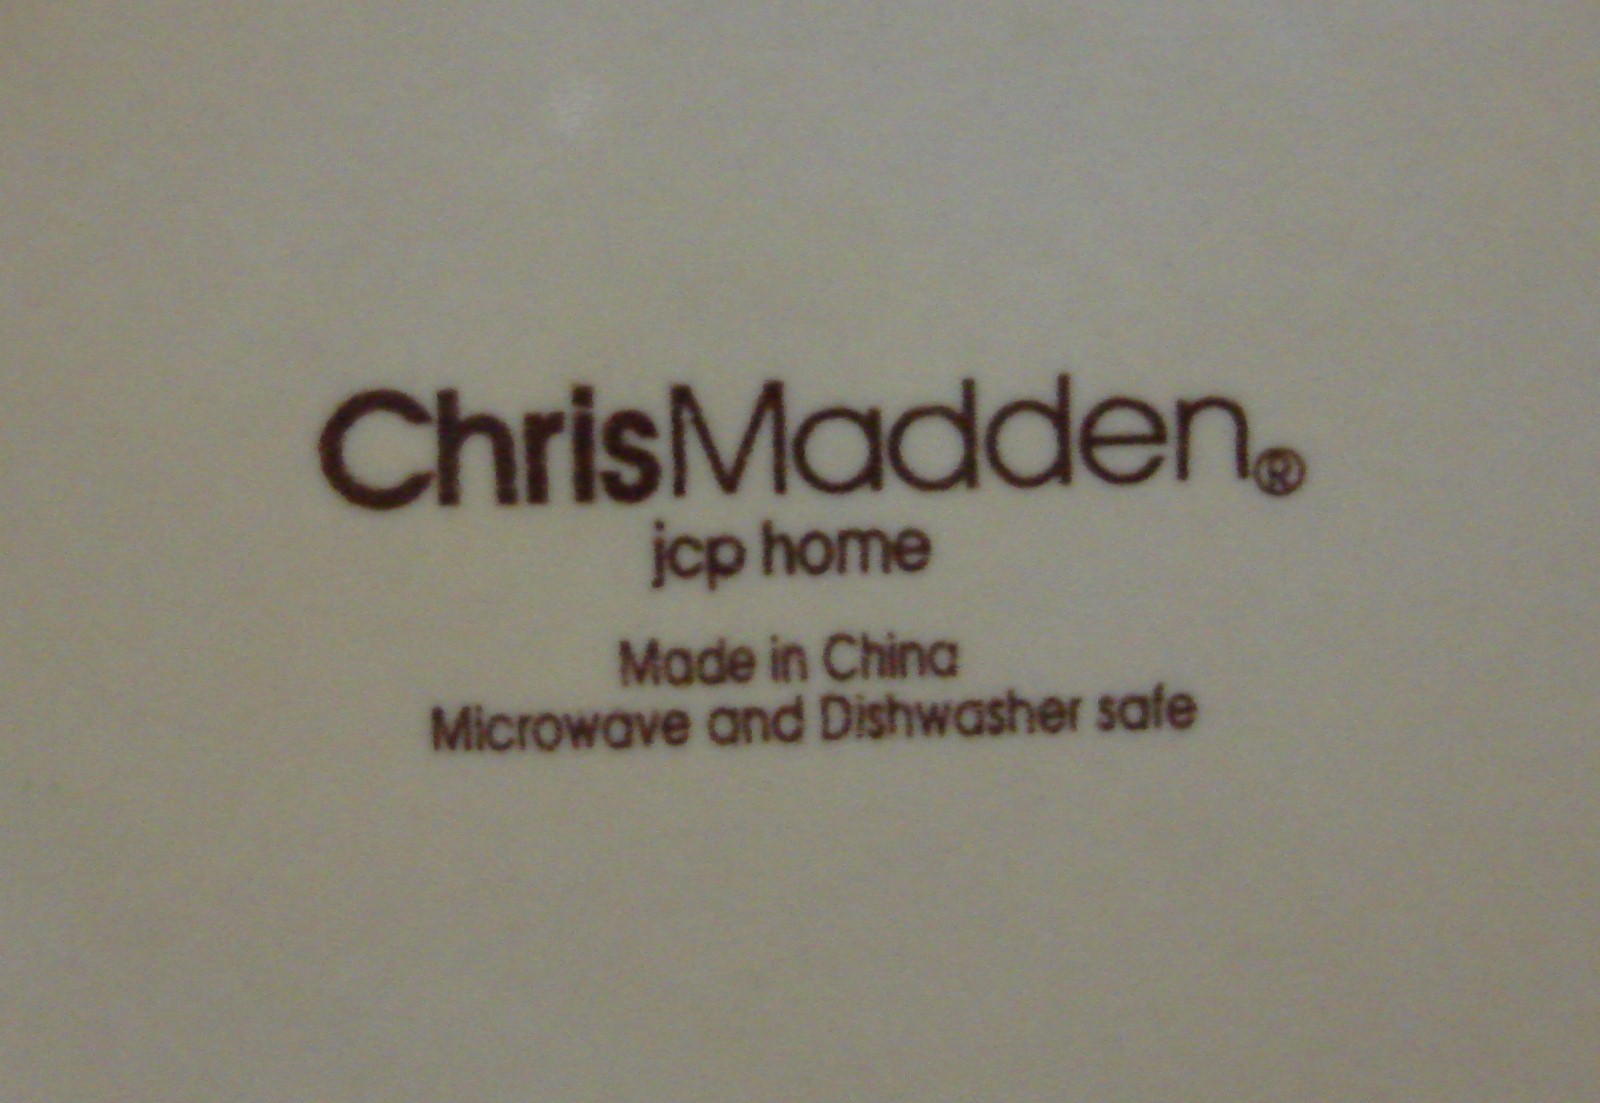 ChrisMadden®
jcp home
Made in China
Microwave and Dishwasher safe